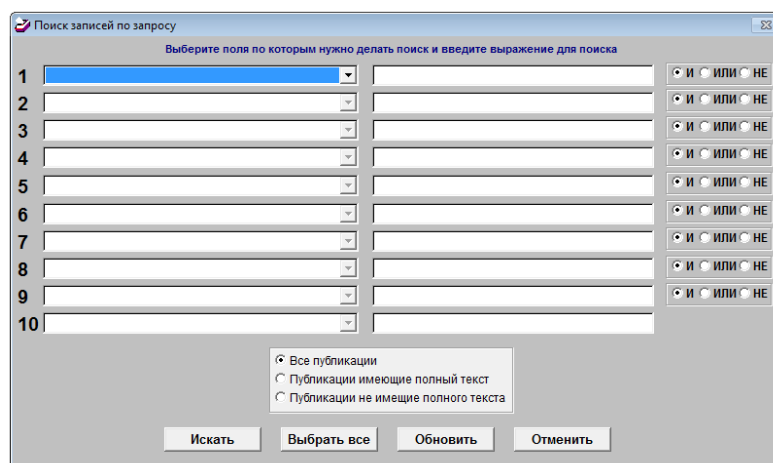 Поиск записей по запросу
Выберите поля по которым нужно делать поиск и введите выражение для поиска
1 И ИЛИ НЕ
2 И ИЛИ НЕ
3 И ИЛИ НЕ
4 И ИЛИ НЕ
5 И ИЛИ НЕ
6 И ИЛИ НЕ
7 И ИЛИ НЕ
8 И ИЛИ НЕ
9 И ИЛИ НЕ
10
Все публикации
Публикации имеющие полный текст
Публикации не имещие полного текста
Искать Выбрать все Обновить Отменить